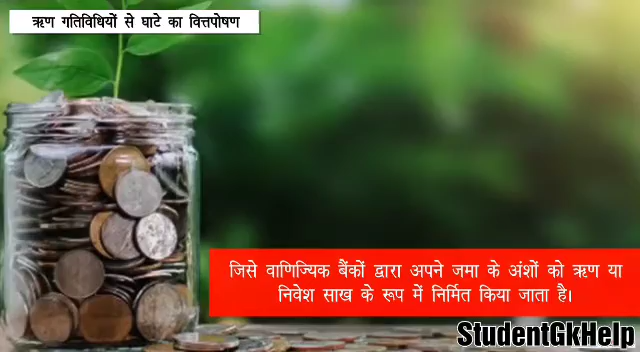 ऋण गतिविधियों से घाटे का वित्तपोषण
जिसे वाणिज्यिक बैंकों द्वारा अपने जमा के अंशों को ऋण या
निवेश साख के रूप में निर्मित किया जाता है।
StudentGkHelp